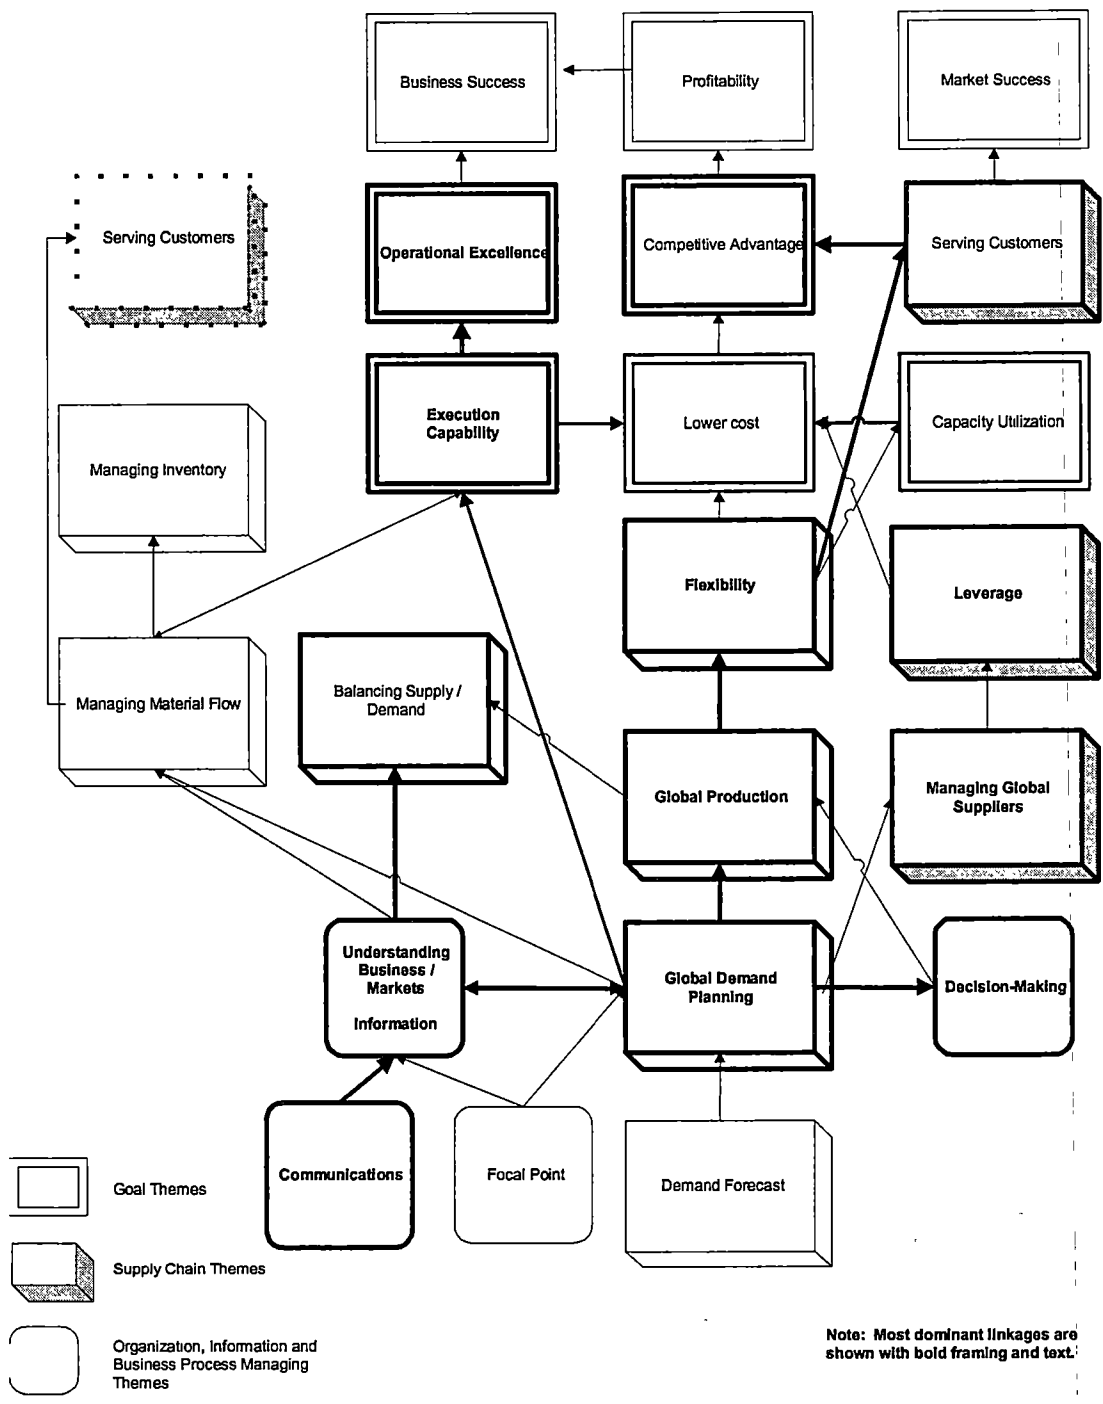 Business Success
Profitability
Market Success
Serving Customers
Operational Excellence
Competitive Advantage
Serving Customers
Execution
Capability
Lower cost
Capacity Utilization
Managing Inventory
Flexibility
Leverage
Managing Material Flow
Balancing Supply /
Demand
Global Production
Managing Global
Suppliers
Understanding
Business /
Markets
Information
Global Demand
Planning
Decision-Making
Communications
Focal Point
Demand Forecast
Goal Themes
Supply Chain Themes
Organization, Information and
Business Process Managing
Themes
Note: Most dominant linkages are
shown with bold framing and text.